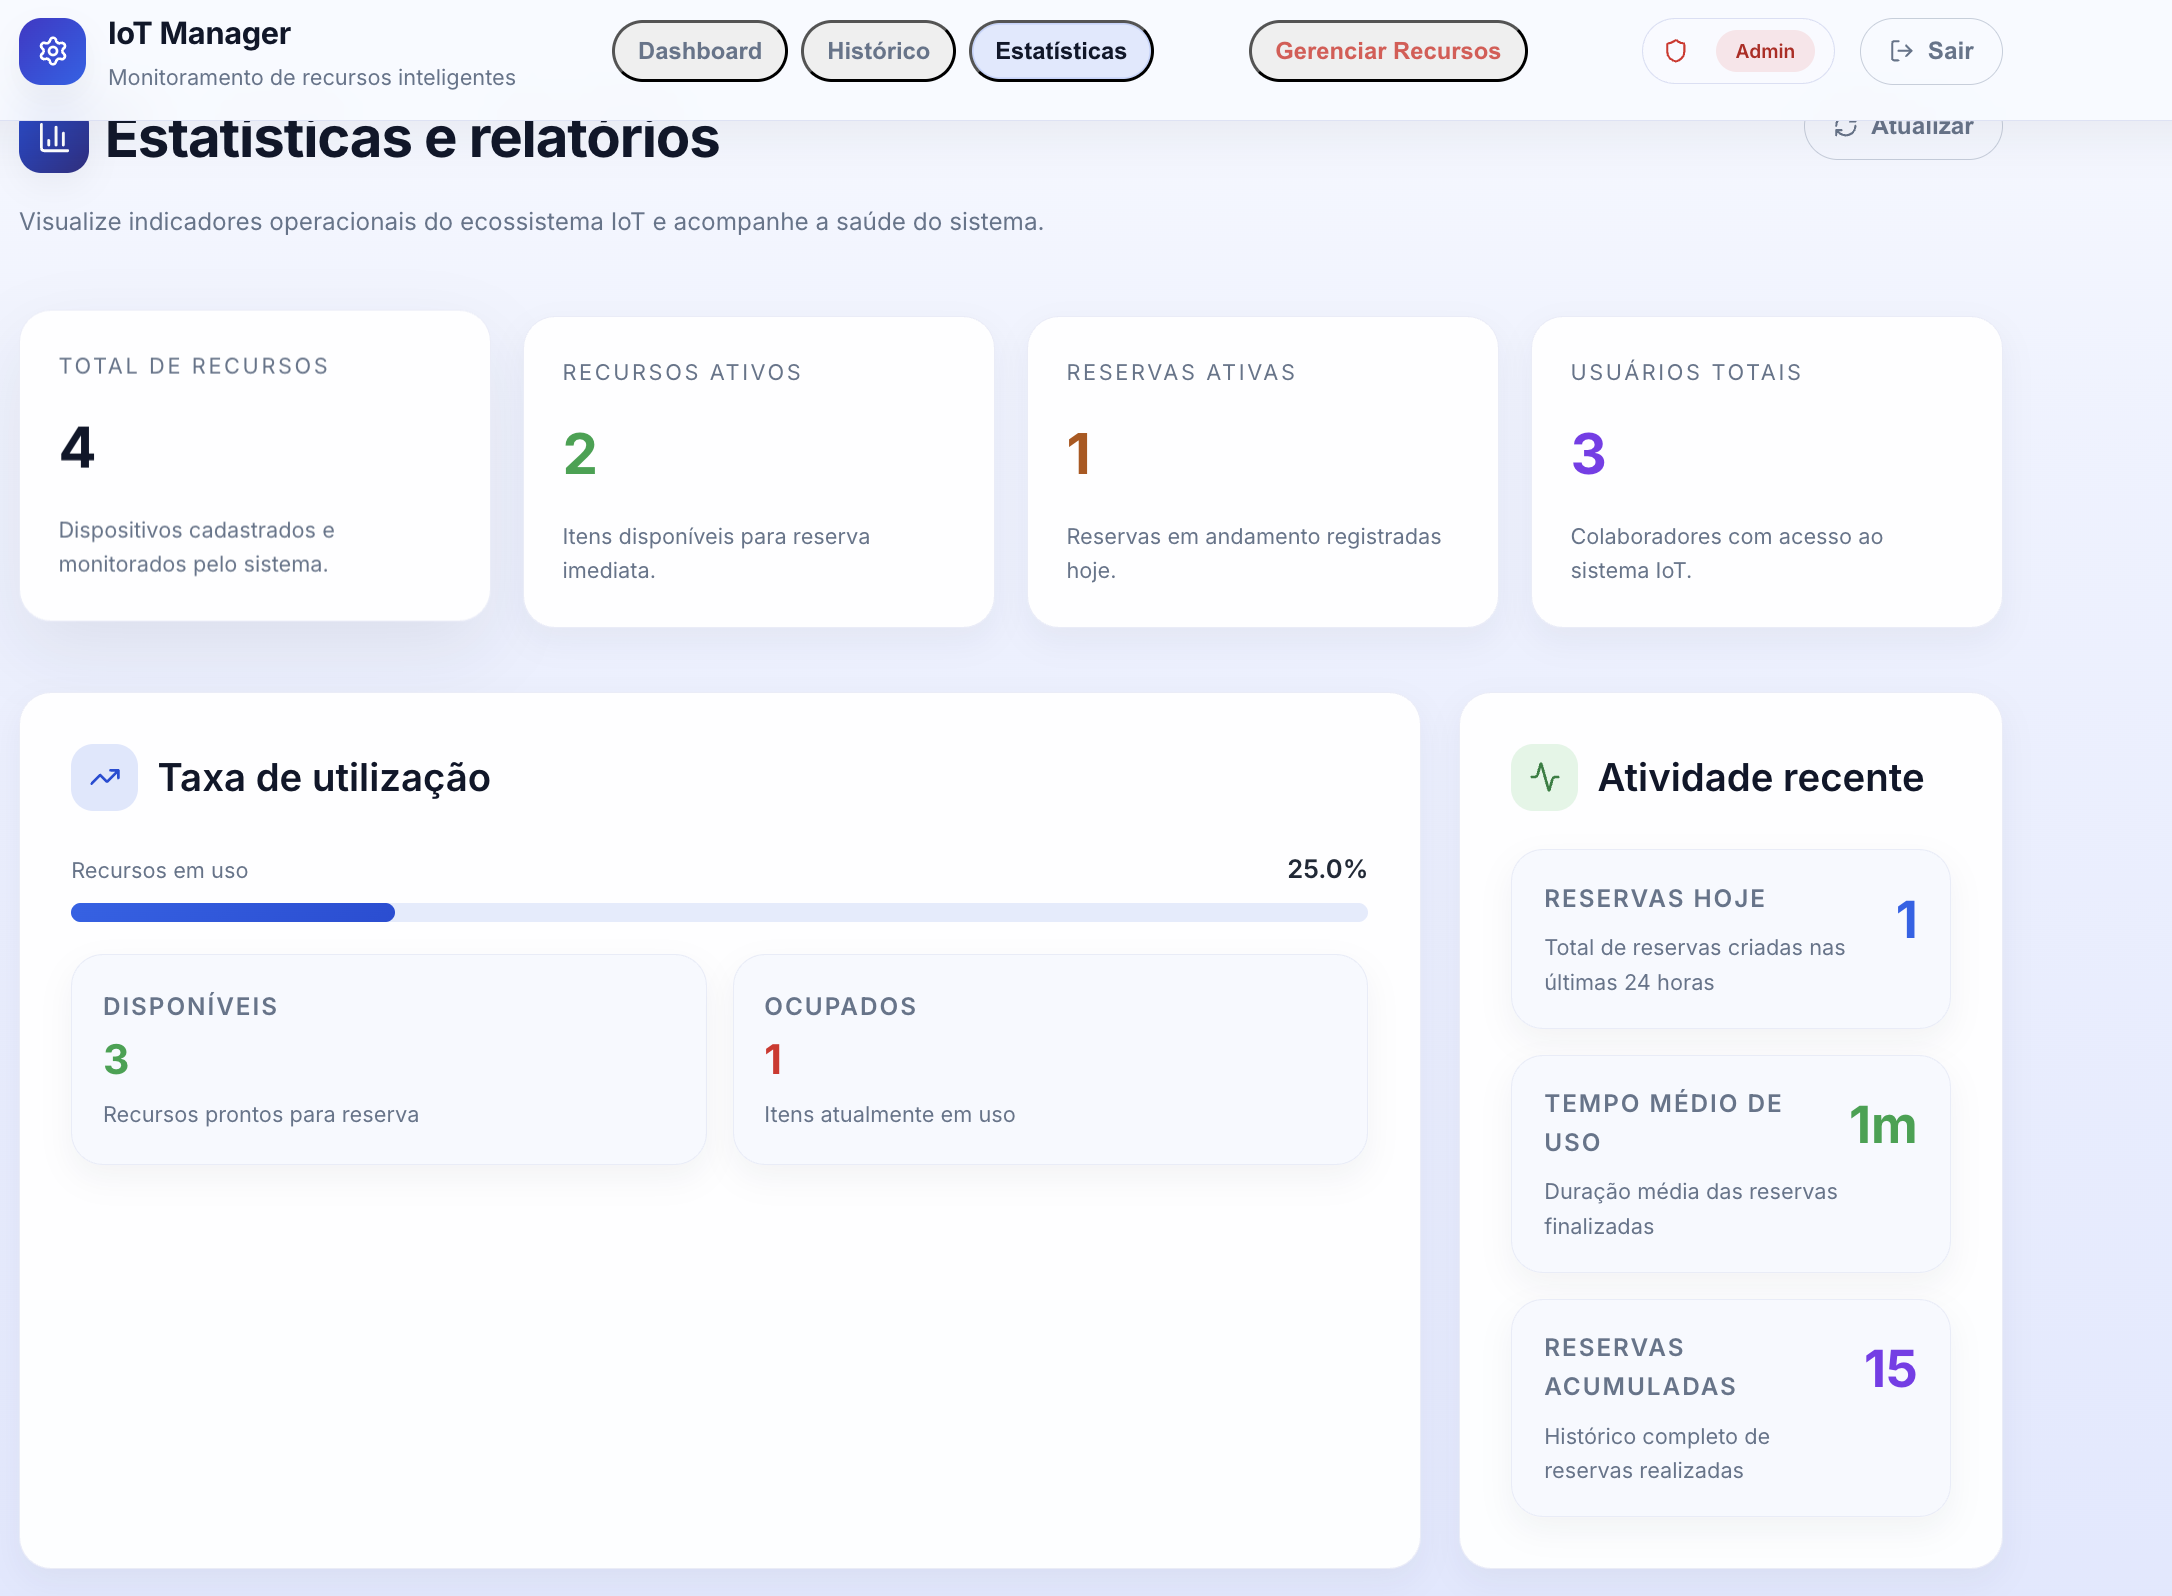 IoT Manager
Monitoramento de recursos inteligentes
Dashboard
Histórico
Estatísticas
Gerenciar Recursos
Admin
Sair
Estatísticas e relatórios
Atualizar
Visualize indicadores operacionais do ecossistema IoT e acompanhe a saúde do sistema.
TOTAL DE RECURSOS
4
Dispositivos cadastrados e
monitorados pelo sistema.
RECURSOS ATIVOS
2
Itens disponíveis para reserva
imediata.
RESERVAS ATIVAS
1
Reservas em andamento registradas
hoje.
USUÁRIOS TOTAIS
3
Colaboradores com acesso ao
sistema IoT.
Taxa de utilização
Recursos em uso
25.0%
DISPONÍVEIS
3
Recursos prontos para reserva
OCUPADOS
1
Itens atualmente em uso
Atividade recente
RESERVAS HOJE
1
Total de reservas criadas nas
últimas 24 horas
TEMPO MÉDIO DE
USO
1m
Duração média das reservas
finalizadas
RESERVAS
ACUMULADAS
15
Histórico completo de
reservas realizadas